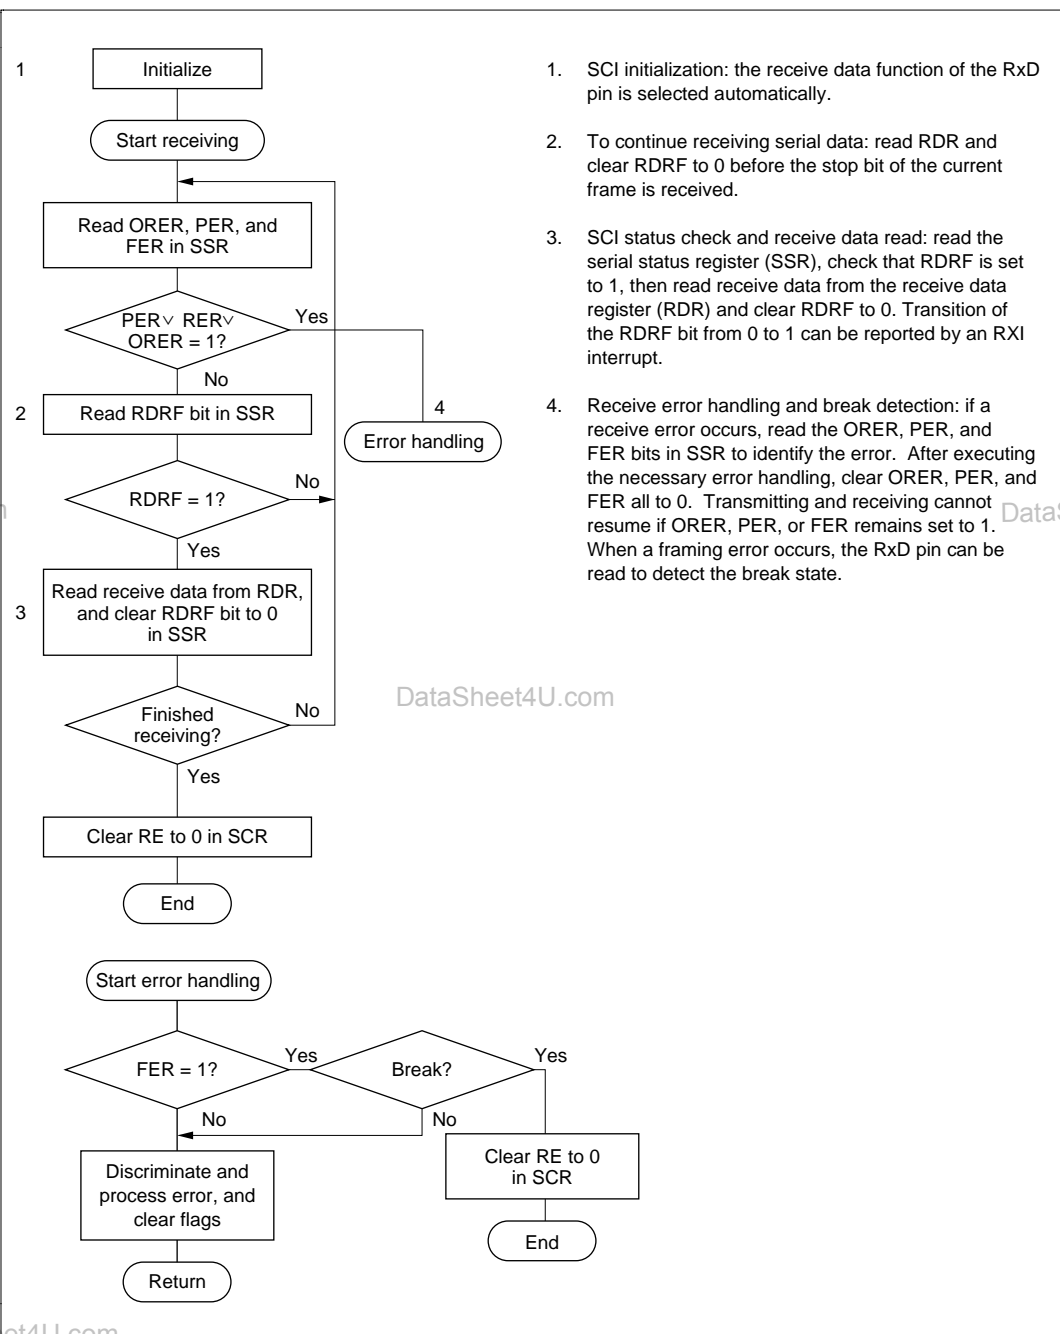 1
Initialize
Start receiving
Read ORER, PER, and
FER in SSR
PER∨ RER∨
ORER = 1?
Yes
No
2
Read RDRF bit in SSR
4
Error handling
RDRF = 1?
No
Yes
3
Read receive data from RDR,
and clear RDRF bit to 0
in SSR
Finished
receiving?
No
Yes
Clear RE to 0 in SCR
End
1. SCI initialization: the receive data function of the RxD
pin is selected automatically.
2. To continue receiving serial data: read RDR and
clear RDRF to 0 before the stop bit of the current
frame is received.
3. SCI status check and receive data read: read the
serial status register (SSR), check that RDRF is set
to 1, then read receive data from the receive data
register (RDR) and clear RDRF to 0. Transition of
the RDRF bit from 0 to 1 can be reported by an RXI
interrupt.
4. Receive error handling and break detection: if a
receive error occurs, read the ORER, PER, and
FER bits in SSR to identify the error. After executing
the necessary error handling, clear ORER, PER, and
FER all to 0. Transmitting and receiving cannot
resume if ORER, PER, or FER remains set to 1.
When a framing error occurs, the RxD pin can be
read to detect the break state.
DataSheet4U.com
Start error handling
FER = 1?
Yes
Break?
Yes
No
No
Discriminate and
process error, and
clear flags
Clear RE to 0
in SCR
End
Return